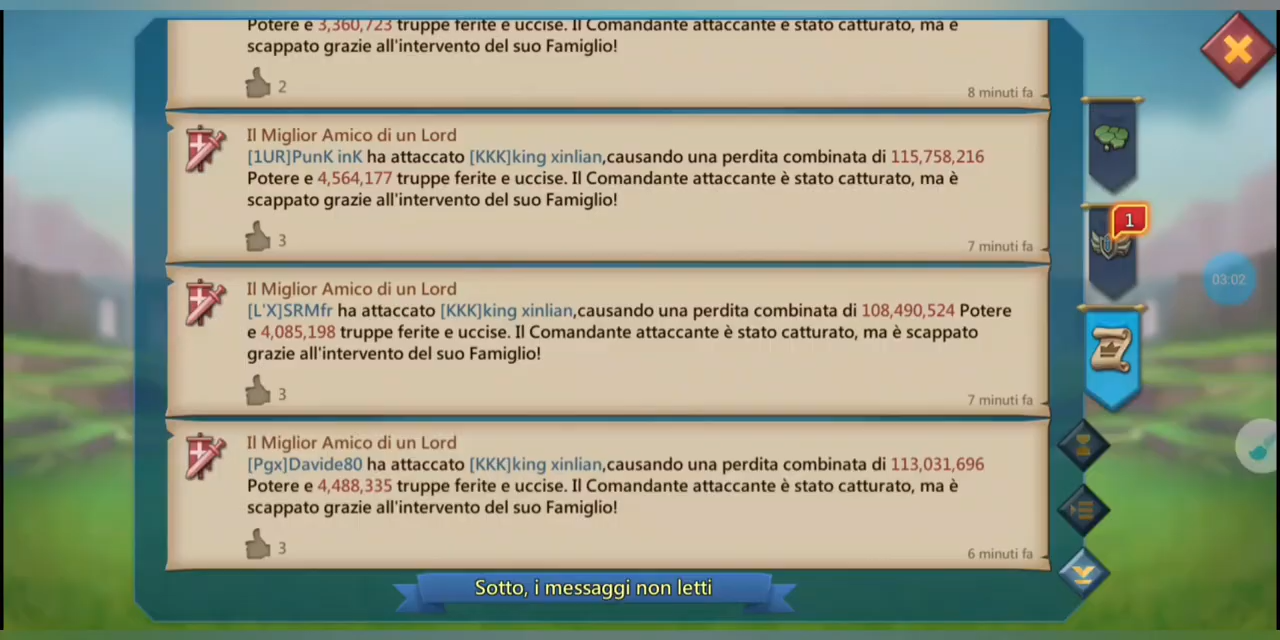 Potere e 3,360,723 truppe ferite e uccise. Il Comandante attaccante è stato catturato, ma è
scappato grazie all'intervento del suo Famiglio!
2
8 minuti fa
Il Miglior Amico di un Lord
[1UR]PunK inK ha attaccato [KKK]king xinlian,causando una perdita combinata di 115,758,216
Potere e 4,564,177 truppe ferite e uccise. Il Comandante attaccante è stato catturato, ma è
scappato grazie all'intervento del suo Famiglio!
3
7 minuti fa
1
Il Miglior Amico di un Lord
[L'X]SRMfr ha attaccato [KKK]king xinlian,causando una perdita combinata di 108,490,524 Potere
e 4,085,198 truppe ferite e uccise. Il Comandante attaccante è stato catturato, ma è scappato
grazie all'intervento del suo Famiglio!
3
7 minuti fa
03:02
Il Miglior Amico di un Lord
[Pgx]Davide80 ha attaccato [KKK]king xinlian,causando una perdita combinata di 113,031,696
Potere e 4,488,335 truppe ferite e uccise. Il Comandante attaccante è stato catturato, ma è
scappato grazie all'intervento del suo Famiglio!
3
6 minuti fa
Sotto, i messaggi non letti